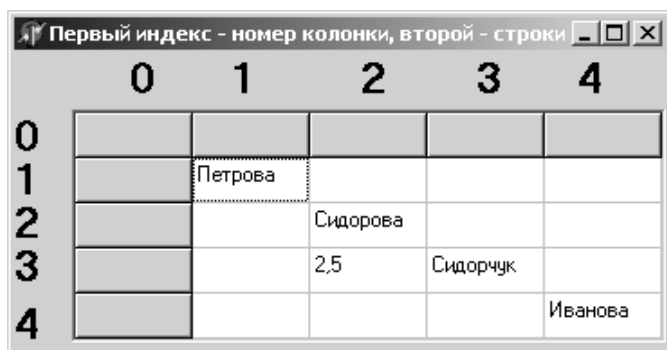 Первый индекс - номер колонки, второй - строки
0 1 2 3 4
0
1 Петрова
2 Сидорова
3 2,5 Сидорчук
4 Иванова